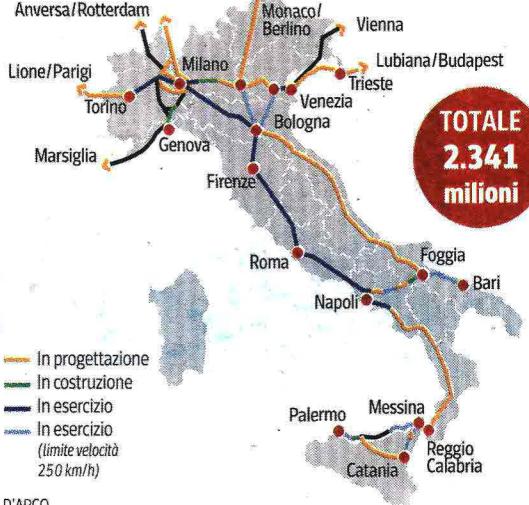 Anversa/Rotterdam
Monaco/
Berlino
Vienna
Lione/Parigi
Milano
Lubiana/Budapest
Torino
Venezia
Trieste
Genova
Bologna
TOTALE
2.341
milioni
Marsiglia
Firenze
Roma
Foggia
Napoli
Bari
In progettazione
In costruzione
In esercizio
In esercizio
(limite velocità
250 km/h)
Palermo
Messina
Reggio
Calabria
Catania
D'ARCO